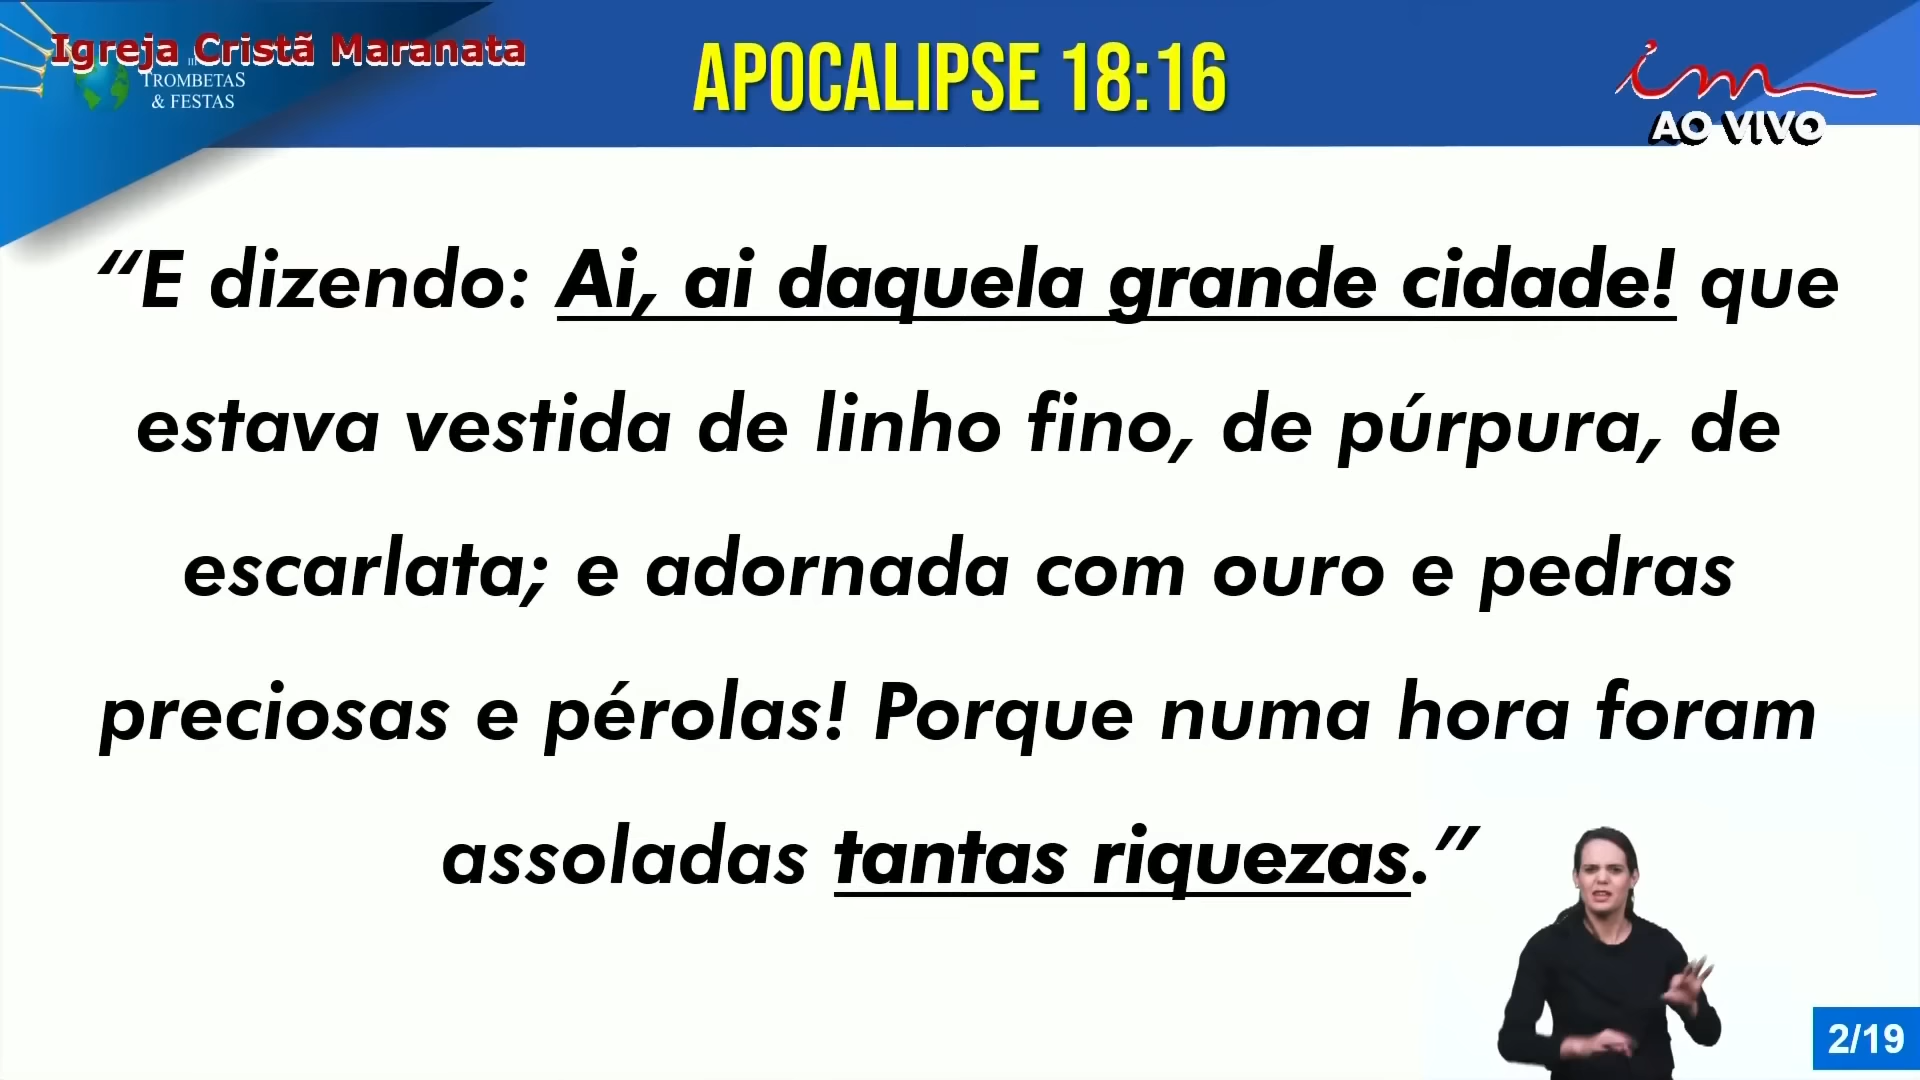 Igreja Cristã Maranata
TROMBETAS
& FESTAS
APOCALIPSE 18:16
im
AO VIVO
“E dizendo: Ai, ai daquela grande cidade! que
estava vestida de linho fino, de púrpura, de
escarlata; e adornada com ouro e pedras
preciosas e pérolas! Porque numa hora foram
assoladas tantas riquezas.”
2/19